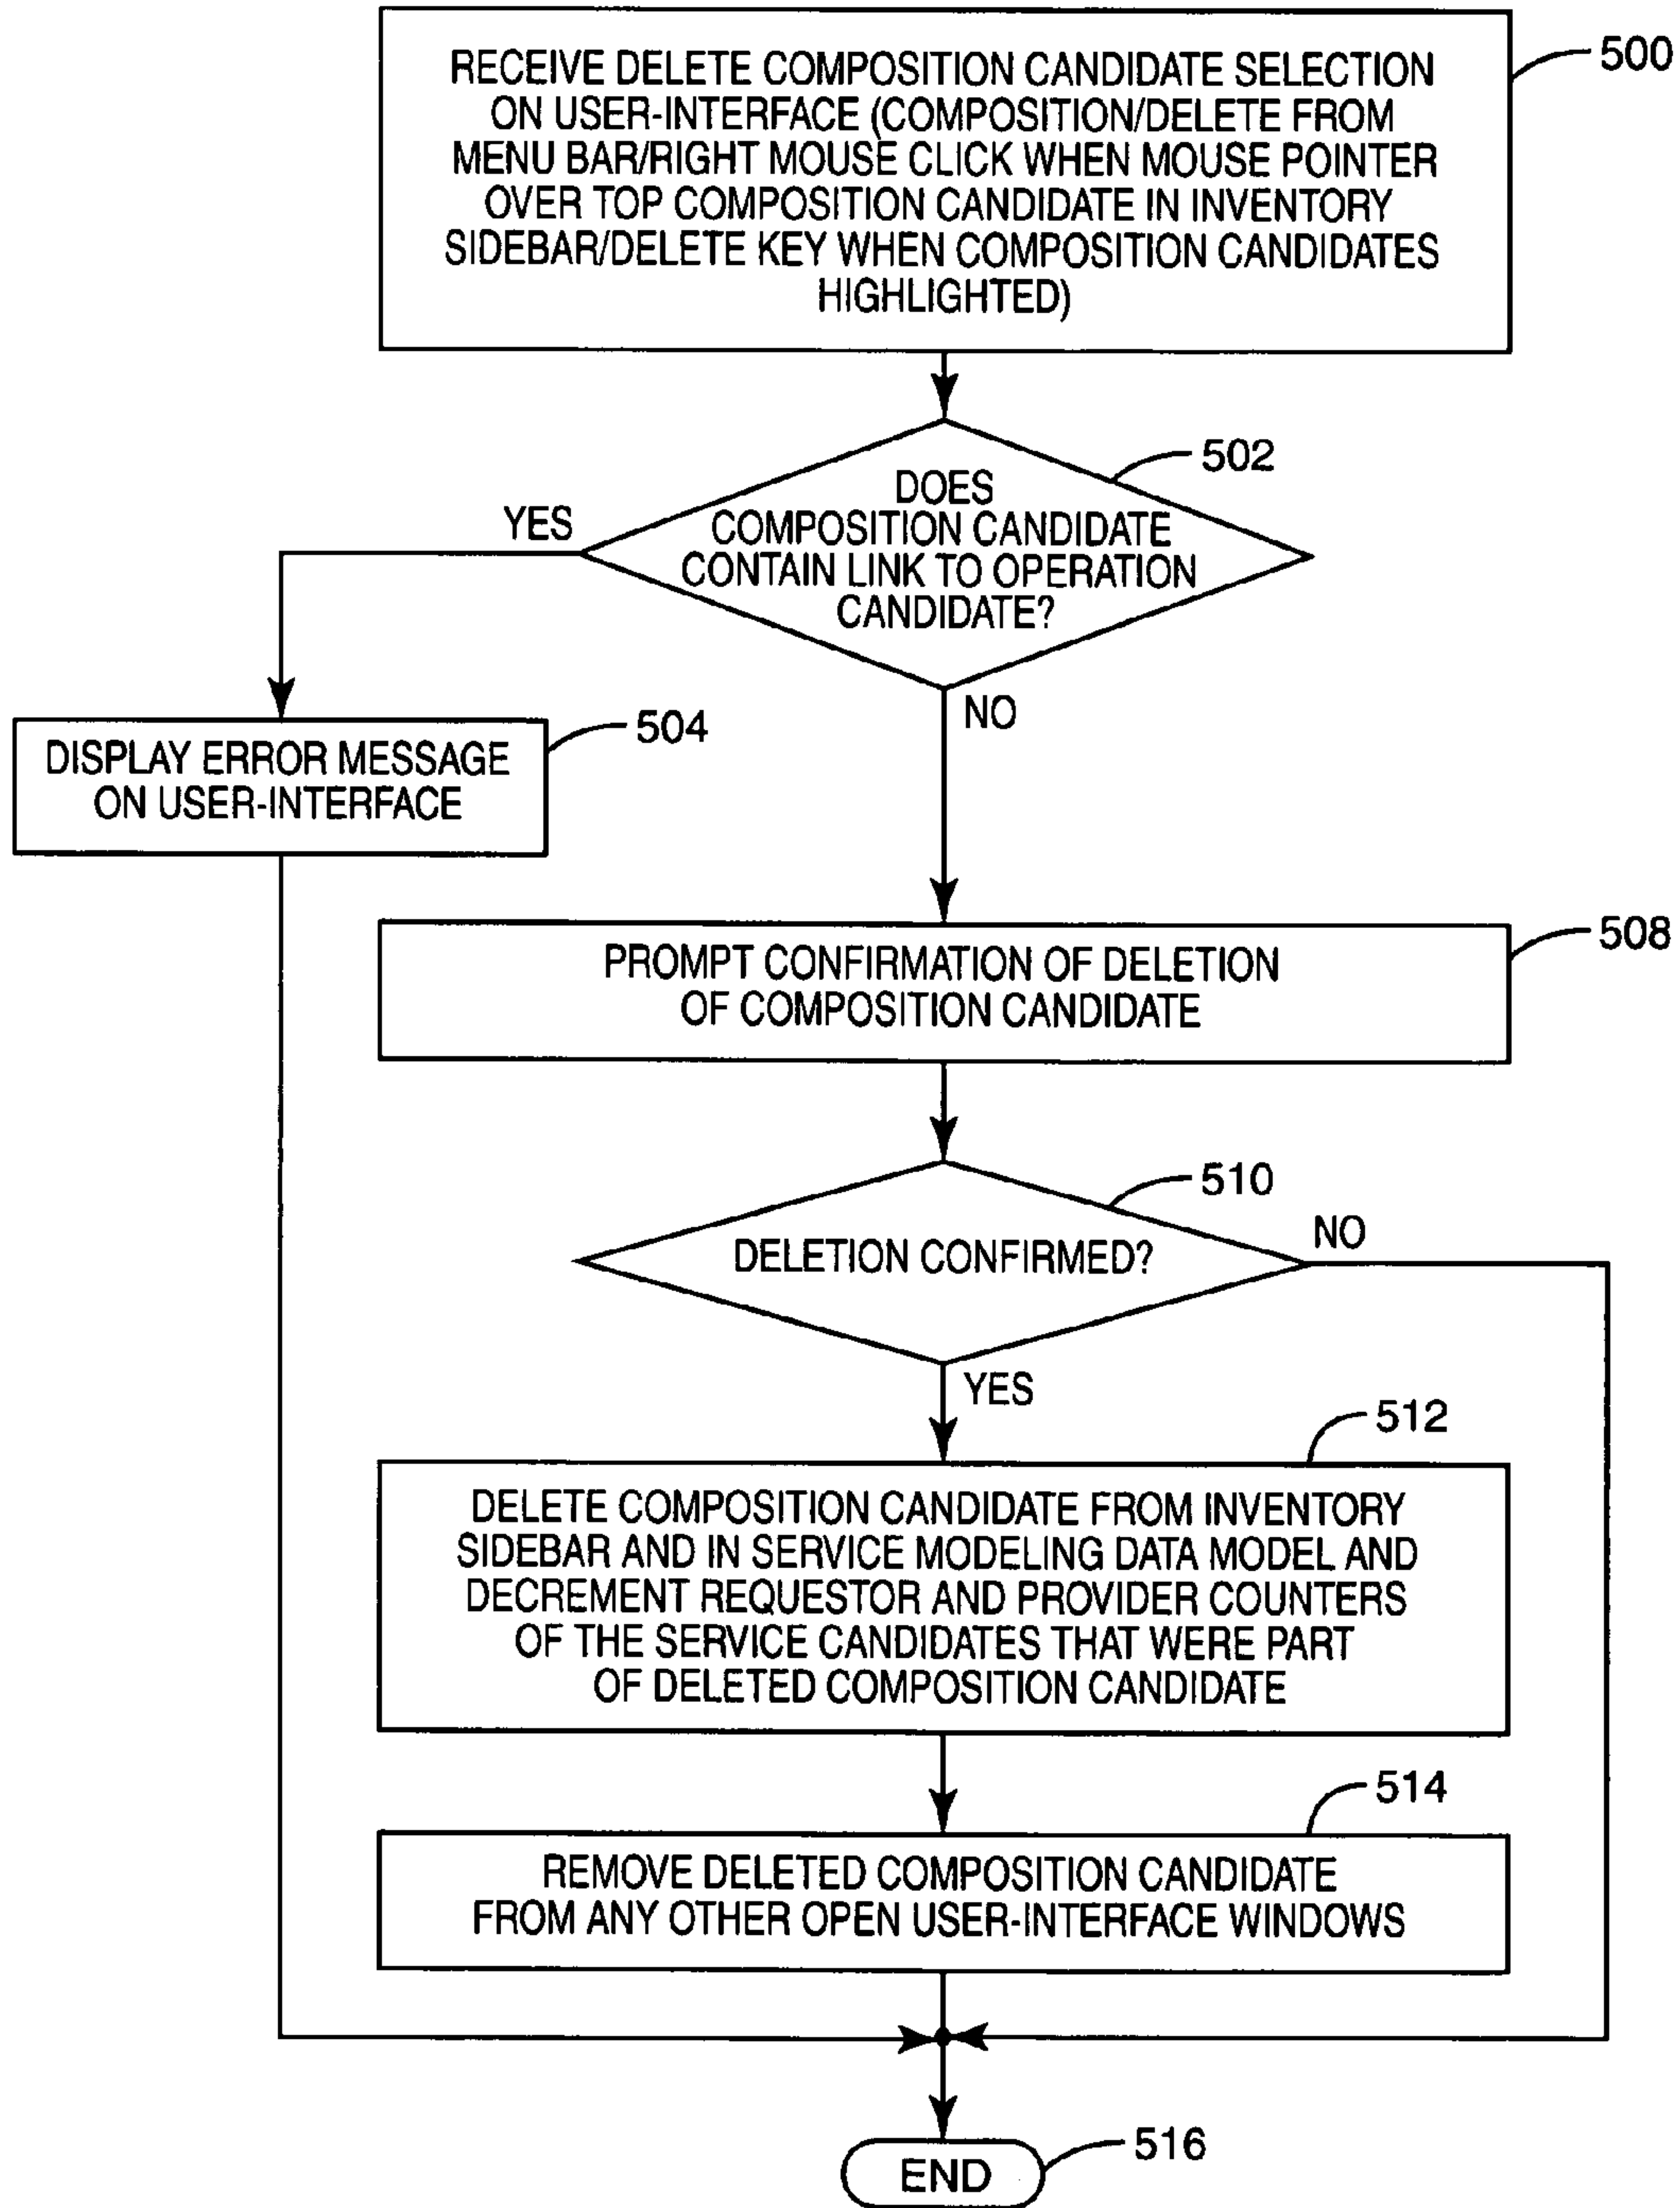 RECEIVE DELETE COMPOSITION CANDIDATE SELECTION
ON USER-INTERFACE (COMPOSITION/DELETE FROM
MENU BAR/RIGHT MOUSE CLICK WHEN MOUSE POINTER
OVER TOP COMPOSITION CANDIDATE IN INVENTORY
SIDEBAR/DELETE KEY WHEN COMPOSITION CANDIDATES
HIGHLIGHTED)
500
502
DOES
COMPOSITION CANDIDATE
CONTAIN LINK TO OPERATION
CANDIDATE?
YES
NO
504
DISPLAY ERROR MESSAGE
ON USER-INTERFACE
508
PROMPT CONFIRMATION OF DELETION
OF COMPOSITION CANDIDATE
510
DELETION CONFIRMED?
NO
YES
512
DELETE COMPOSITION CANDIDATE FROM INVENTORY
SIDEBAR AND IN SERVICE MODELING DATA MODEL AND
DECREMENT REQUESTOR AND PROVIDER COUNTERS
OF THE SERVICE CANDIDATES THAT WERE PART
OF DELETED COMPOSITION CANDIDATE
514
REMOVE DELETED COMPOSITION CANDIDATE
FROM ANY OTHER OPEN USER-INTERFACE WINDOWS
END
516